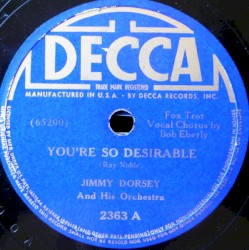 DECCA
TRADE MARK REGISTERED
MANUFACTURED IN U.S.A. BY DECCA RECORDS, INC.
(65200)
Fox Trot
Vocal Chorus by
Bob Eberly
YOU'RE SO DESIRABLE
(Ray Noble)
JIMMY DORSEY
And His Orchestra
2363 A